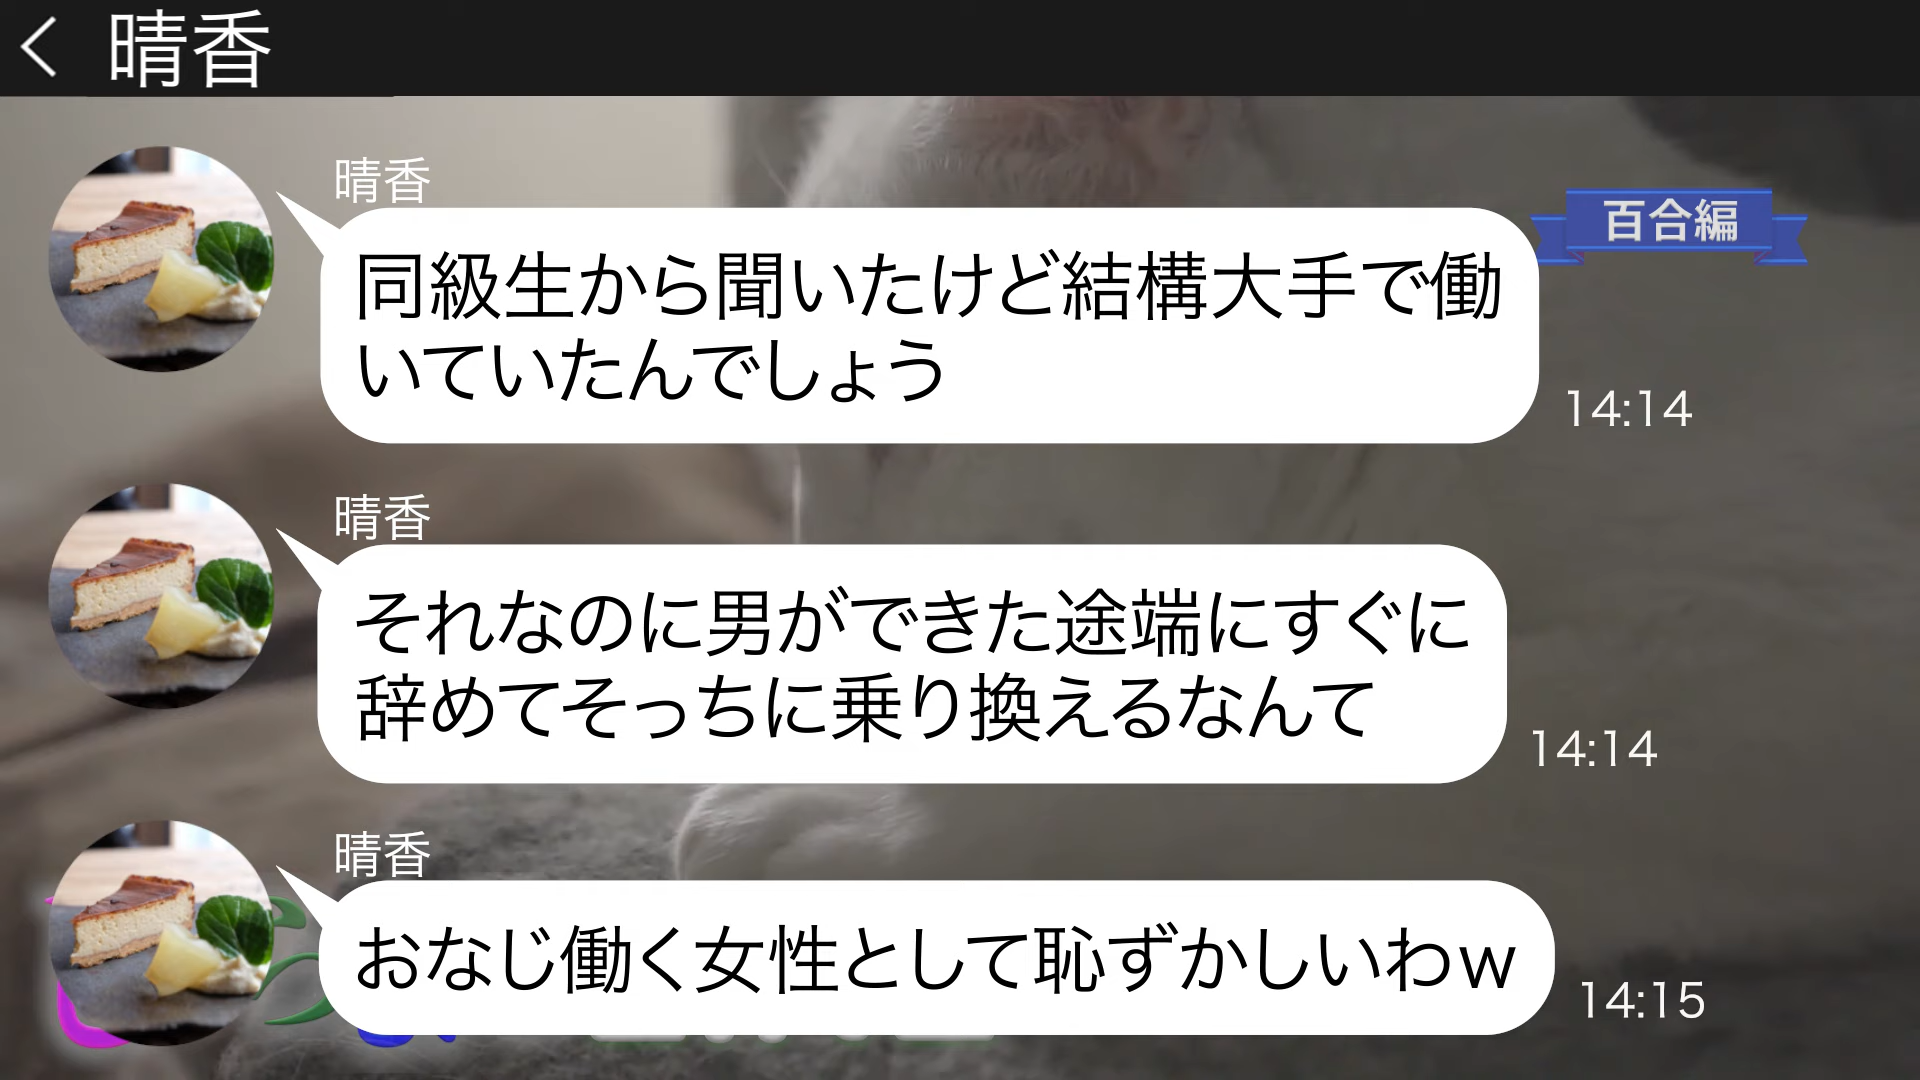 晴香
晴香
百合編
同級生から聞いたけど結構大手で働
いていたんでしょう
14:14
晴香
それなのに男ができた途端にすぐに
辞めてそっちに乗り換えるなんて
14:14
晴香
おなじ働く女性として恥ずかしいわw
14:15